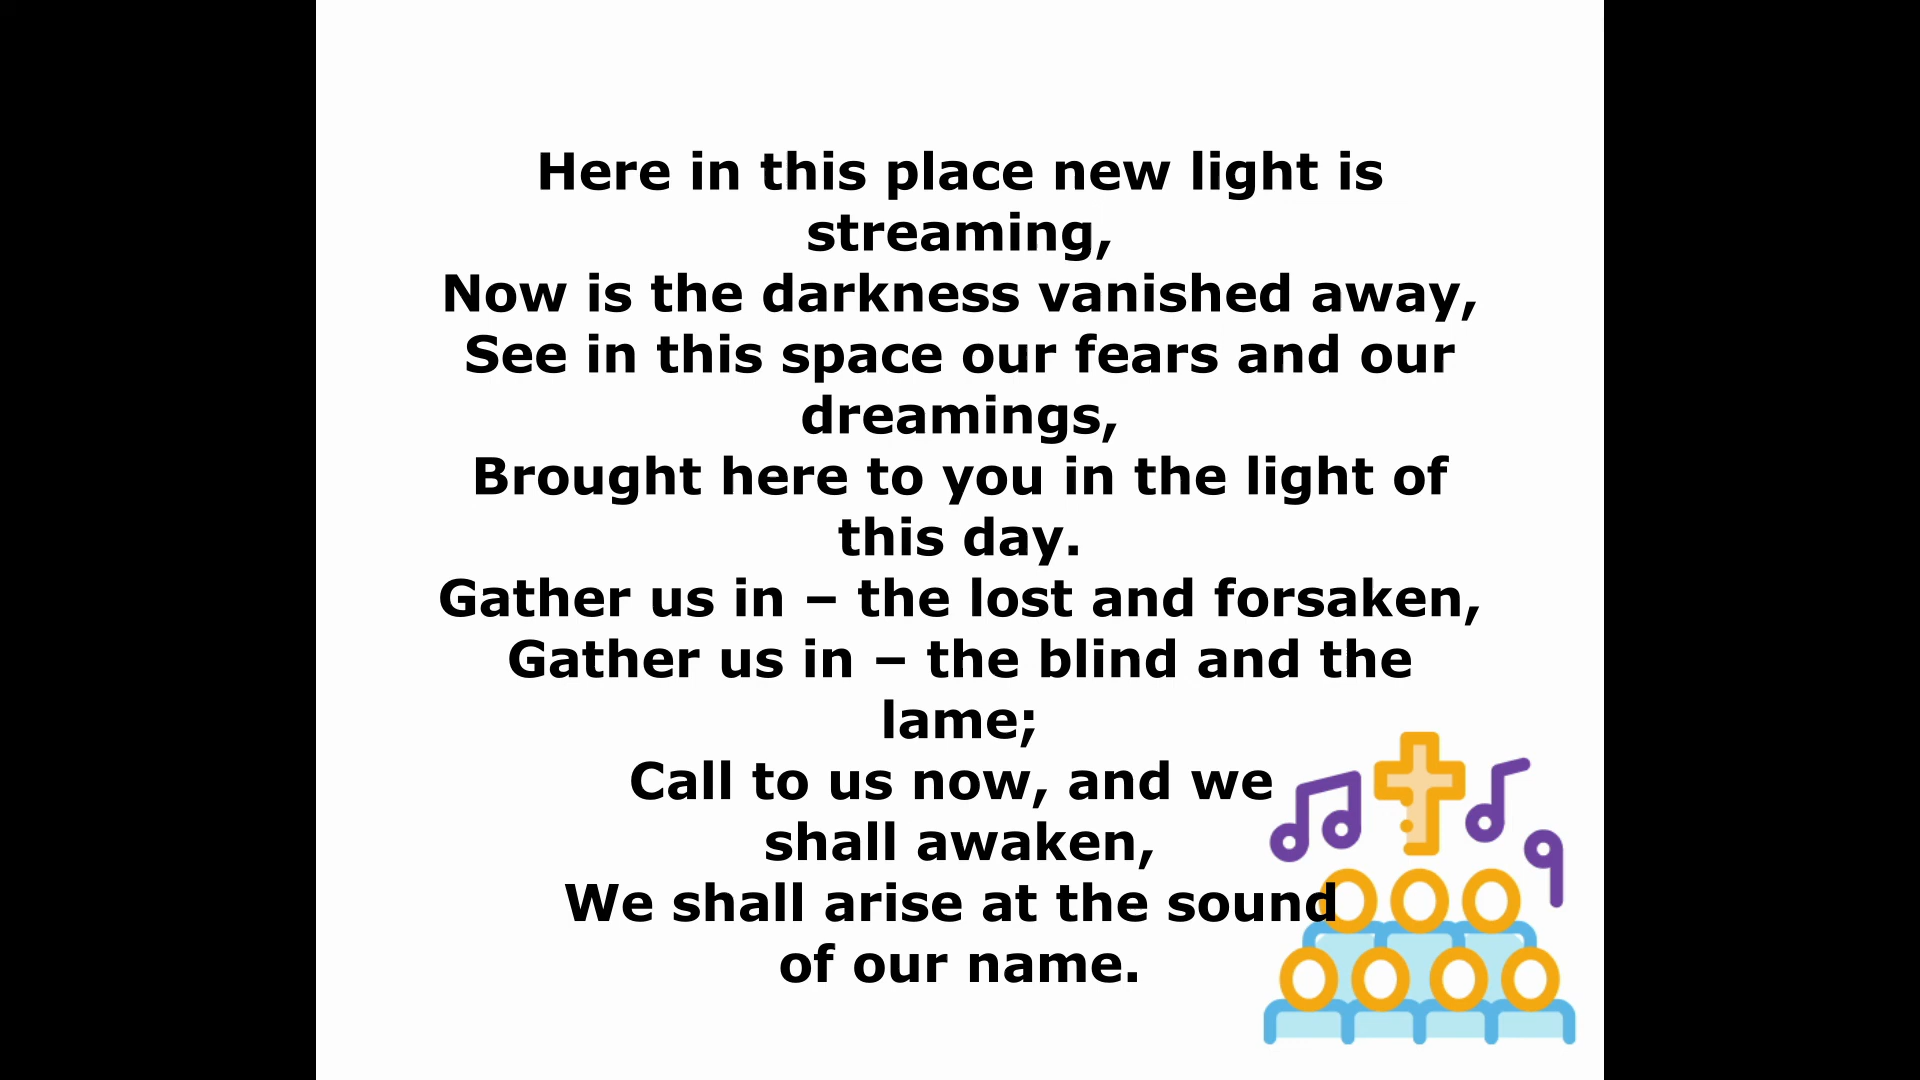 Here in this place new light is
streaming,
Now is the darkness vanished away,
See in this space our fears and our
dreamings,
Brought here to you in the light of
this day.
Gather us in – the lost and forsaken,
Gather us in – the blind and the
lame;
Call to us now, and we
shall awaken,
We shall arise at the sound
of our name.